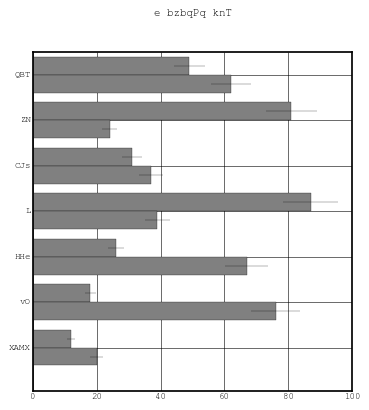 e bzbqPq knT
QBT
ZN
CJs
L
HHe
vO
XAMX
0 20 40 60 80 100